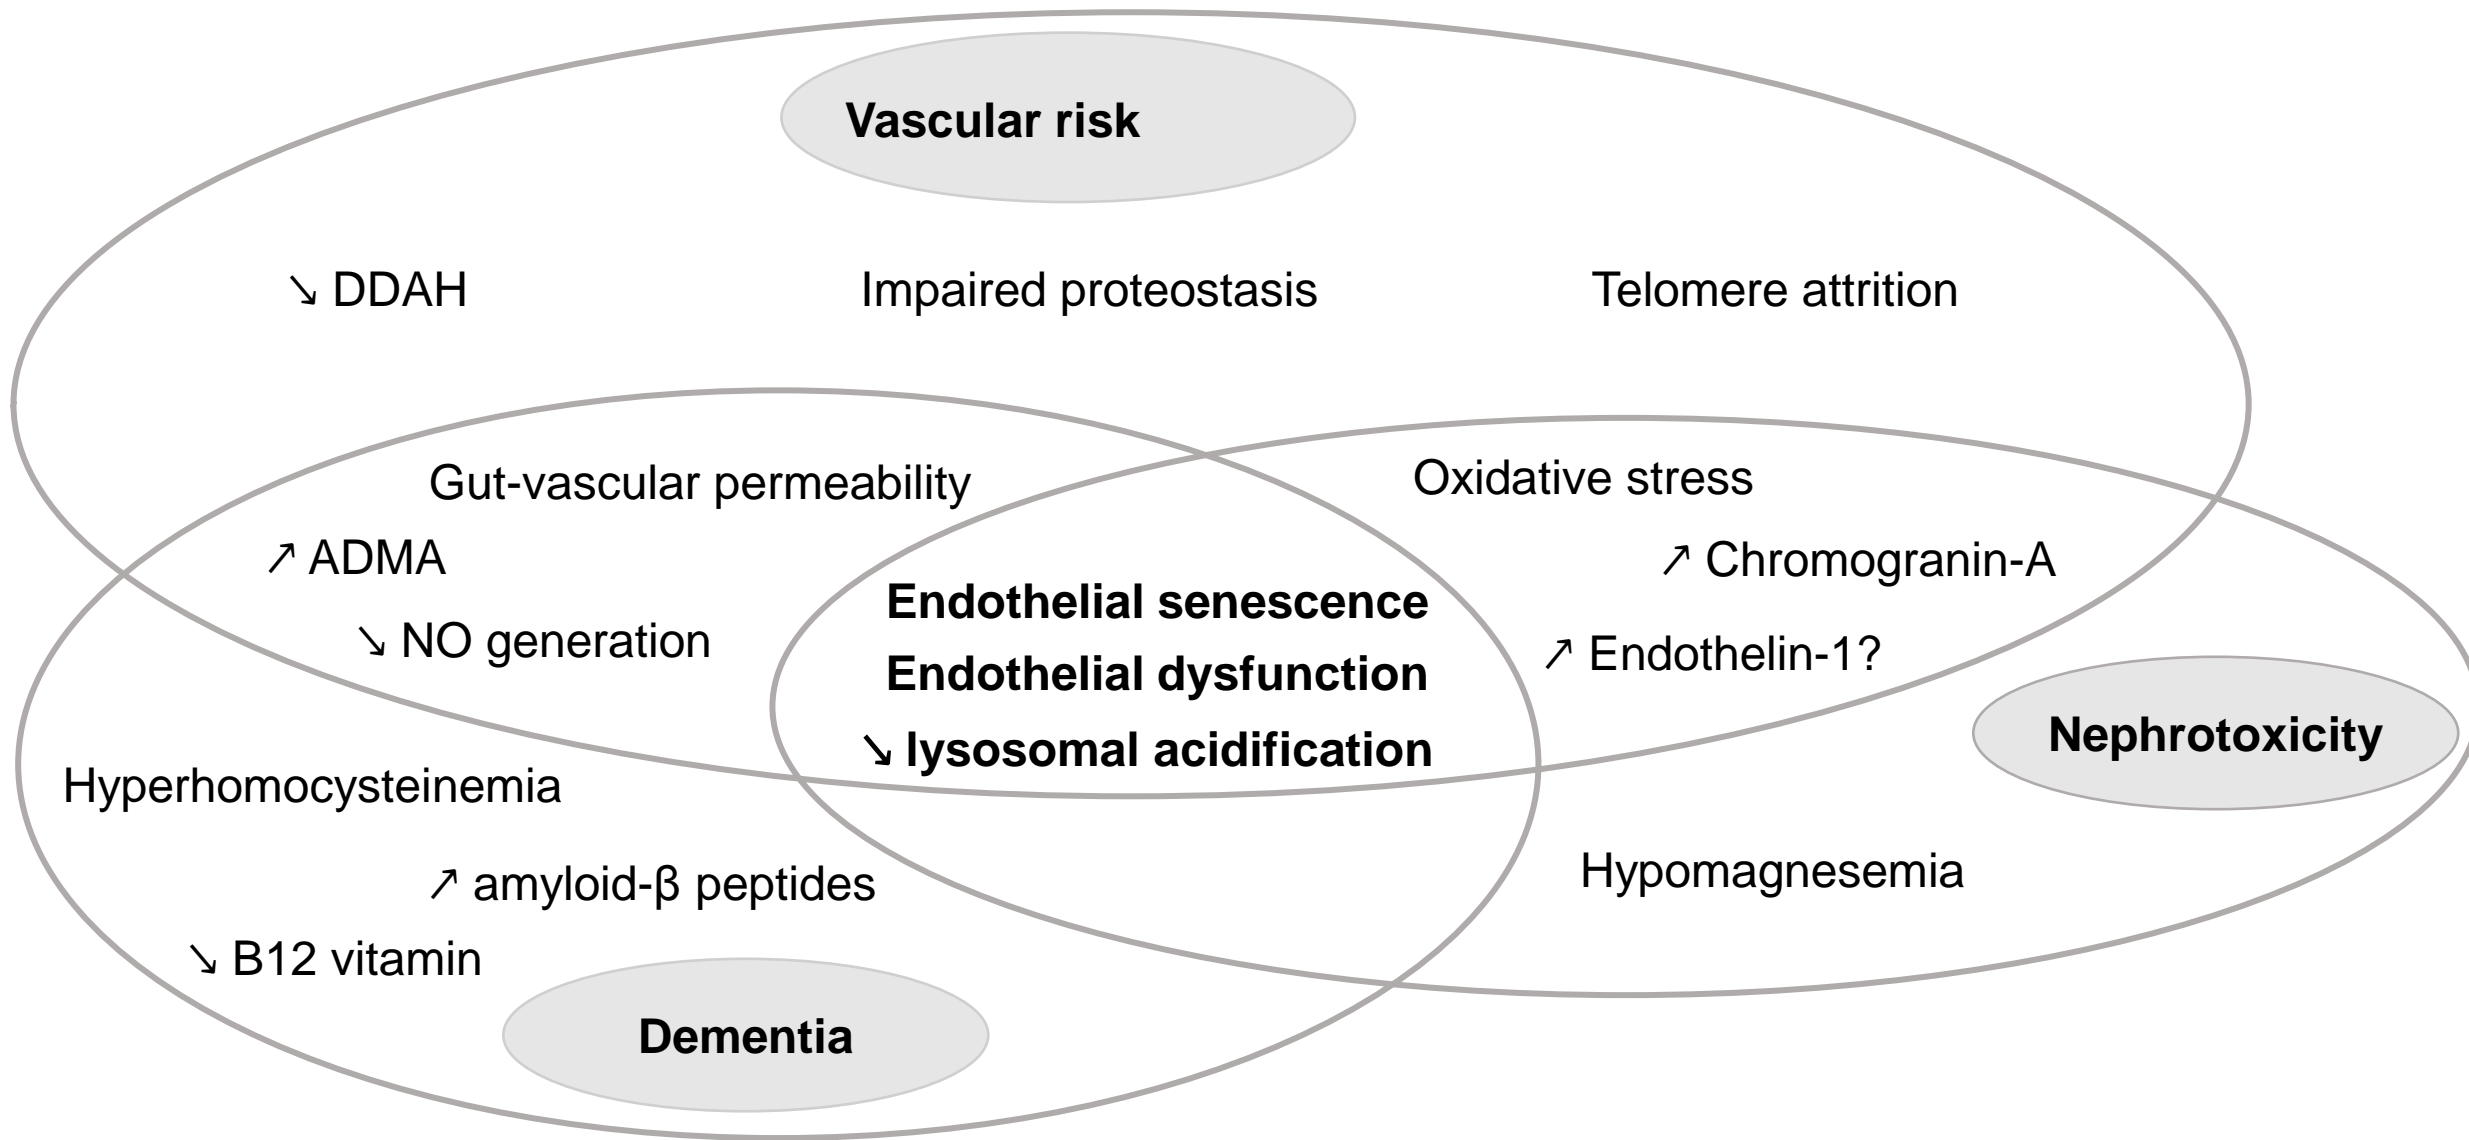 Vascular risk
↘ DDAH
Impaired proteostasis
Telomere attrition
Gut-vascular permeability
Oxidative stress
↗ ADMA
↗ Chromogranin-A
Endothelial senescence
↘ NO generation
↗ Endothelin-1?
Endothelial dysfunction
Nephrotoxicity
↘ lysosomal acidification
Hyperhomocysteinemia
Hypomagnesemia
↗ amyloid-β peptides
↘ B12 vitamin
Dementia